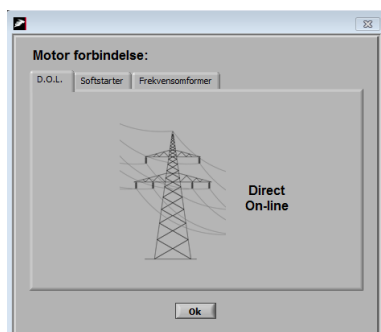 Motor forbindelse:
D.O.L. Softstarter Frekvensomformer
Direct
On-line
Ok